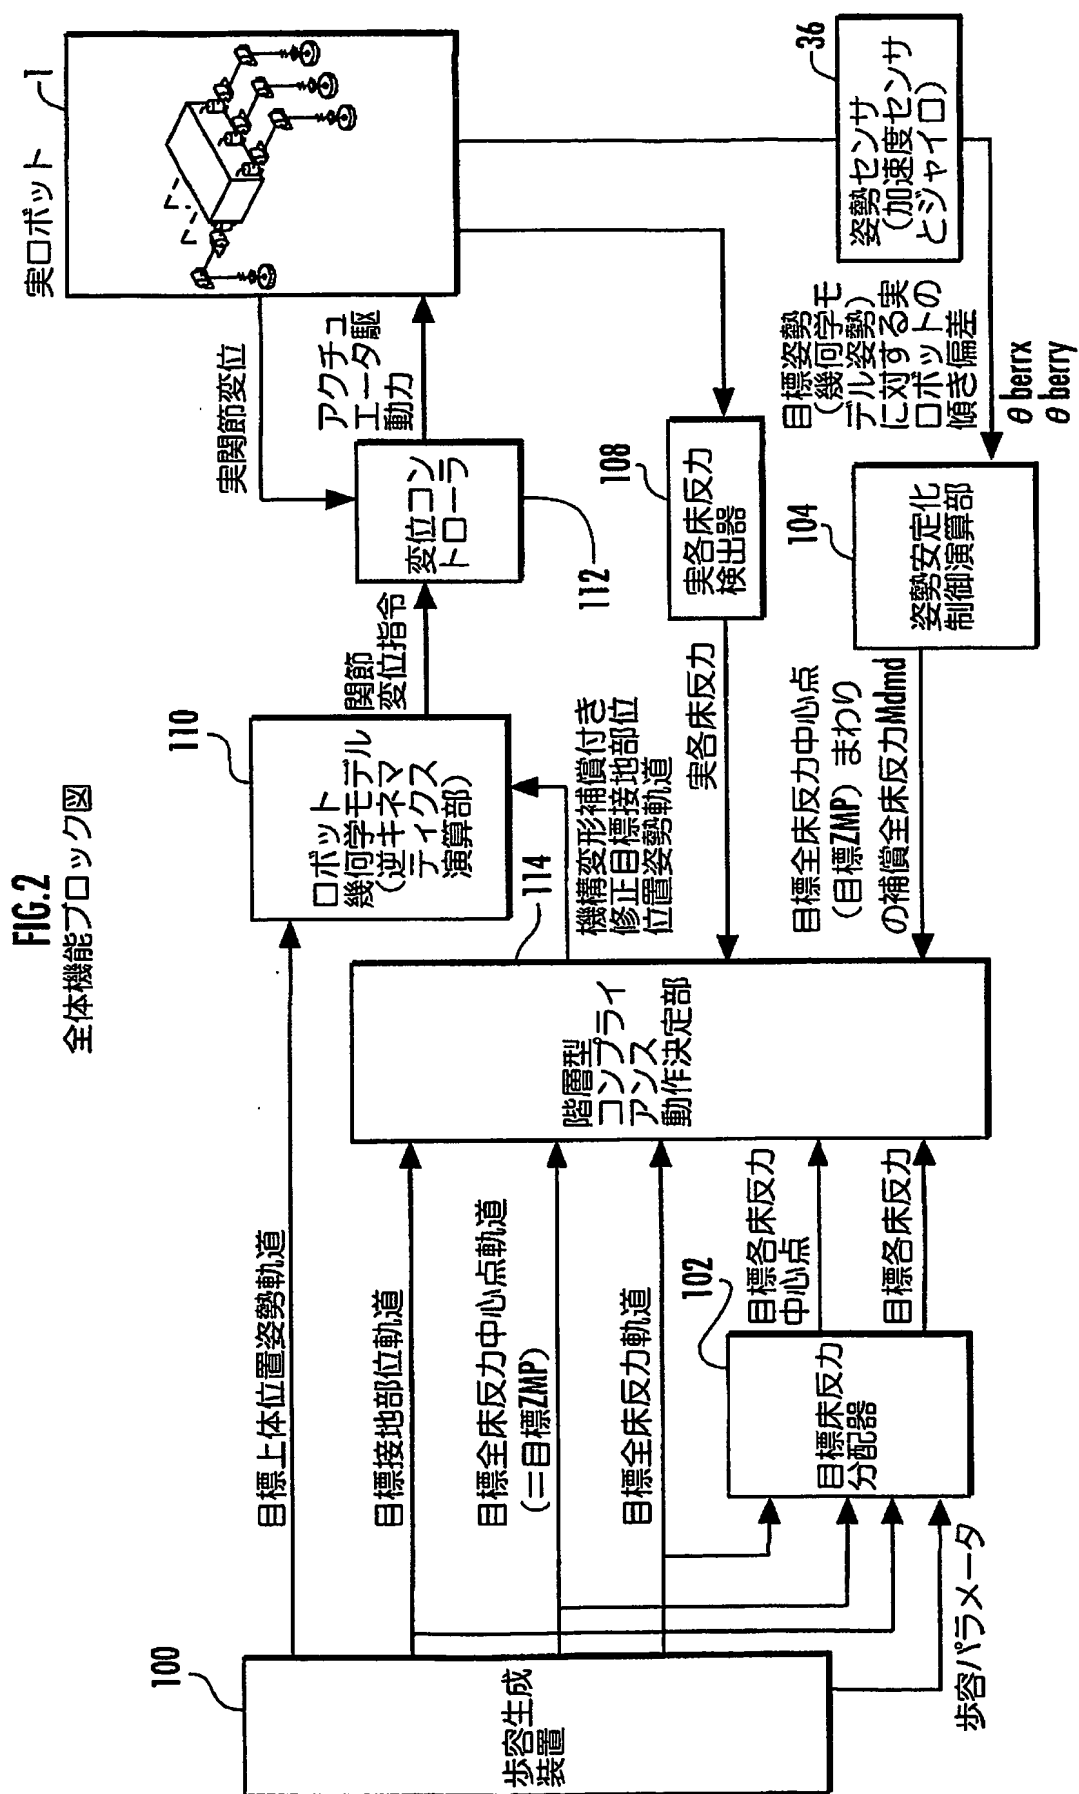 FIG.2
全体機能ブロック図
100
歩容生成
装置
目標上体位置姿勢軌道
目標接地部位軌道
目標全床反力中心点軌道
(=目標ZMP)
目標全床反力軌道
歩容パラメータ
102
目標床反力
分配器
目標各床反力
中心点
目標各床反力
階層型
コンプライ
アンス
動作決定部
114
機構変形補償付き
修正目標接地部位
位置姿勢軌道
110
ロボット
幾何学モデル
(逆キネマ
ティクス
演算部)
関節
変位指令
変位コン
トローラ
112
実関節変位
アクチュ
エータ駆
動力
実ロボット
1
108
実各床反力
検出器
実各床反力
36
姿勢センサ
(加速度センサ
とジャイロ)
目標姿勢
(幾何学モ
デル姿勢)
に対する実
ロボットの
傾き偏差
θ berrx
θ berry
104
姿勢安定化
制御演算部
目標全床反力中心点
(目標ZMP) まわり
の補償全床反力Mdmd